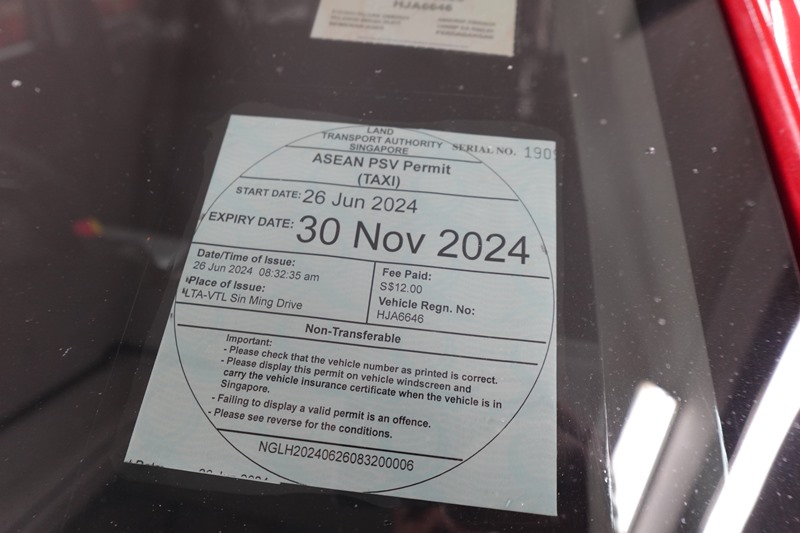 HJA6646
LAND
TRANSPORT AUTHORITY
SINGAPORE
SERIAL NO. 190
ASEAN PSV Permit
(TAXI)
START DATE: 26 Jun 2024
EXPIRY DATE: 30 Nov 2024
Date/Time of Issue:
26 Jun 2024 08:32:35 am
Place of Issue:
LTA-VTL Sin Ming Drive
Fee Paid:
S$12.00
Vehicle Regn. No:
HJA6646
Non-Transferable
Important:
- Please check that the vehicle number as printed is correct.
- Please display this permit on vehicle windscreen and
carry the vehicle insurance certificate when the vehicle is in
Singapore.
- Failing to display a valid permit is an offence.
- Please see reverse for the conditions.
NGLH20240626083200006